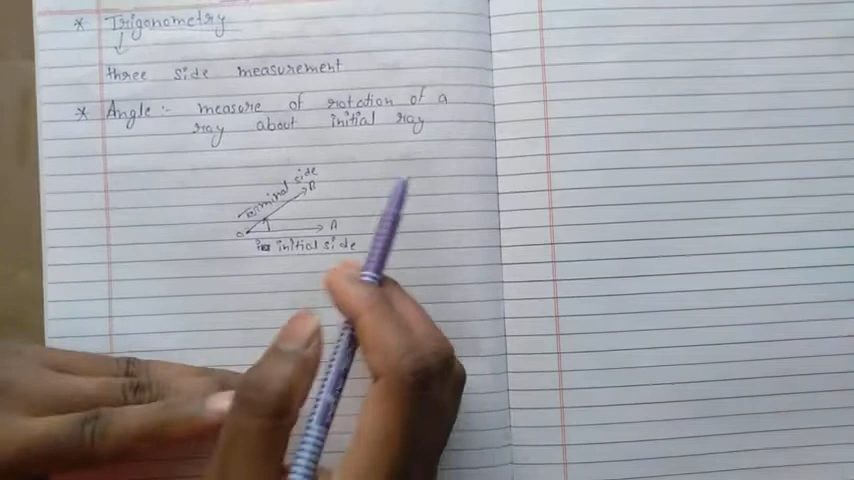 * Trigonometry
three side measurement
* Angle :- measure of rotation of a
ray about initial ray
Terminal side
B
O
A
initial side